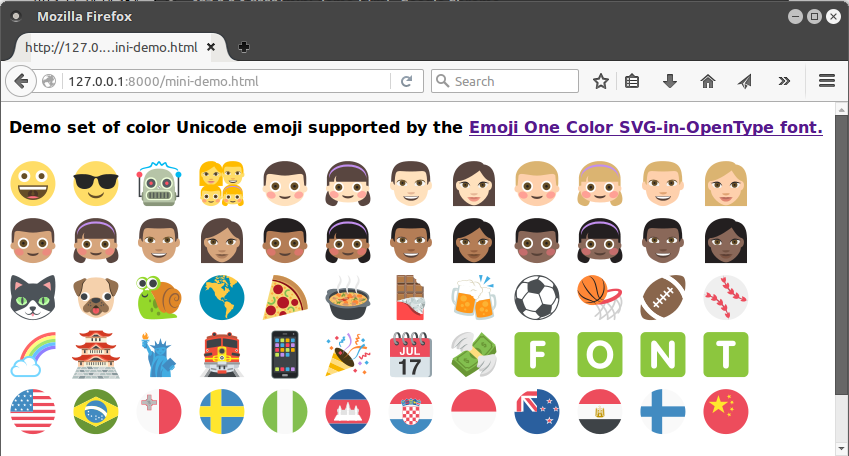 Mozilla Firefox
http://127.0....ini-demo.html
127.0.0.1:8000/mini-demo.html
Search
Demo set of color Unicode emoji supported by the Emoji One Color SVG-in-OpenType font.
JUL
17
F O N T